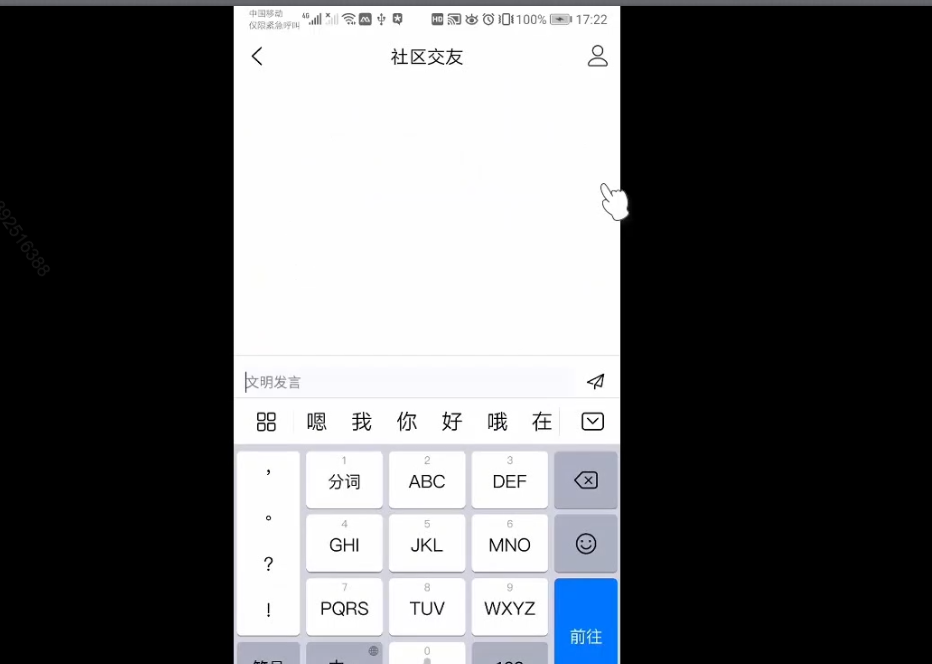 中国移动
仅限紧急呼叫
4G
HD
100%
17:22
社区交友
文明发言
嗯 我 你 好 哦 在
，
。
？
！
1
分词
2
ABC
3
DEF
4
GHI
5
JKL
6
MNO
7
PQRS
8
TUV
9
WXYZ
前往
0